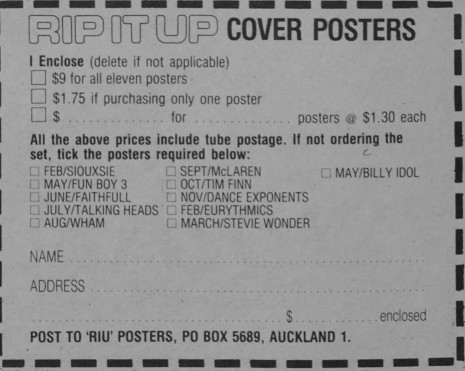 RIP IT UP COVER POSTERS
I Enclose (delete if not applicable)
$9 for all eleven posters
$1.75 if purchasing only one poster
$ .................. for .................. posters @ $1.30 each
All the above prices include tube postage. If not ordering the
set, tick the posters required below:
FEB/SIOUXSIE
MAY/FUN BOY 3
JUNE/FAITHFULL
JULY/TALKING HEADS
AUG/WHAM
SEPT/McLAREN
OCT/TIM FINN
NOV/DANCE EXPONENTS
FEB/EURYTHMICS
MARCH/STEVIE WONDER
MAY/BILLY IDOL
NAME
ADDRESS
$ .................. enclosed
POST TO 'RIU' POSTERS, PO BOX 5689, AUCKLAND 1.